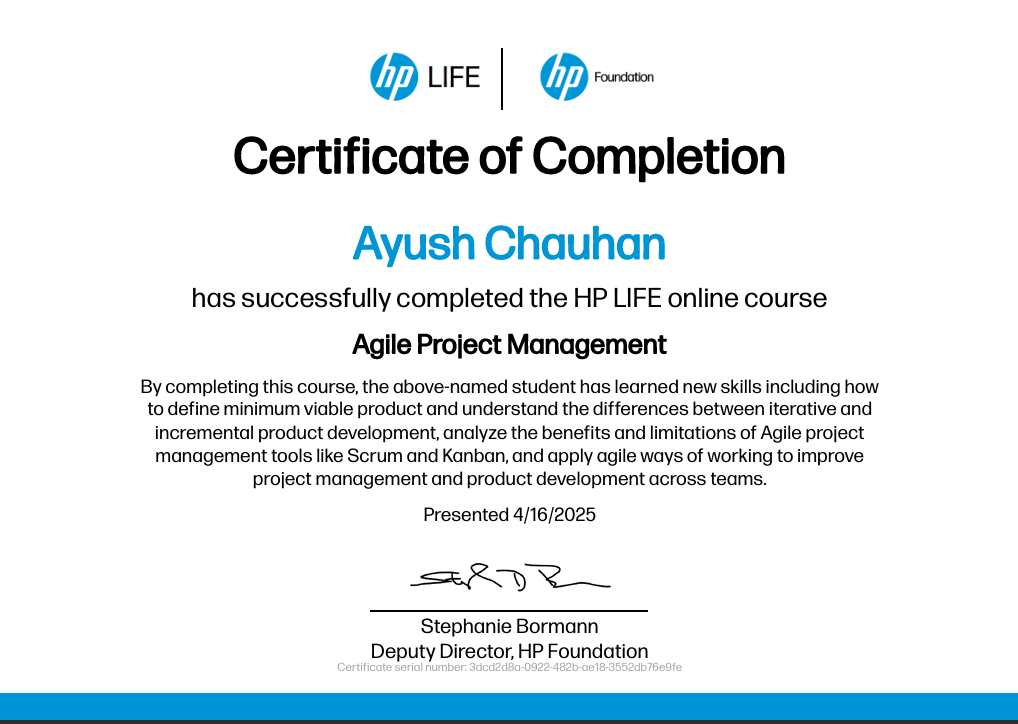 hp LIFE hp Foundation
Certificate of Completion
Ayush Chauhan
has successfully completed the HP LIFE online course
Agile Project Management
By completing this course, the above-named student has learned new skills including how
to define minimum viable product and understand the differences between iterative and
incremental product development, analyze the benefits and limitations of Agile project
management tools like Scrum and Kanban, and apply agile ways of working to improve
project management and product development across teams.
Presented 4/16/2025
Stephanie Bormann
Deputy Director, HP Foundation
Certificate serial number: 3dcd2d8a-0922-482b-ae18-3552db76e9fe